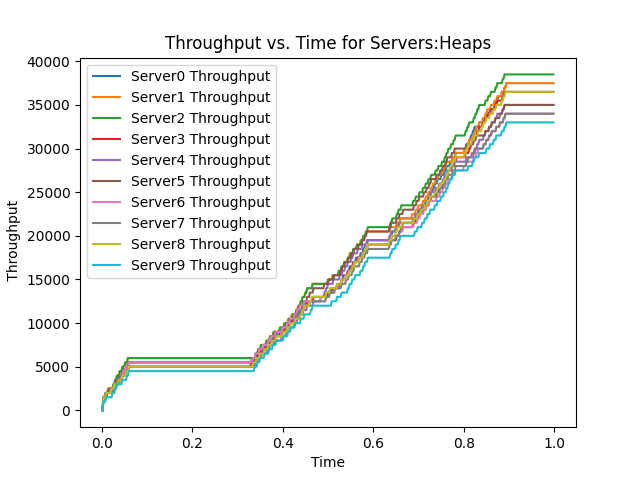 Throughput vs. Time for Servers:Heaps
Throughput
40000
35000
30000
25000
20000
15000
10000
5000
0
Server0 Throughput
Server1 Throughput
Server2 Throughput
Server3 Throughput
Server4 Throughput
Server5 Throughput
Server6 Throughput
Server7 Throughput
Server8 Throughput
Server9 Throughput
0.0 0.2 0.4 0.6 0.8 1.0
Time